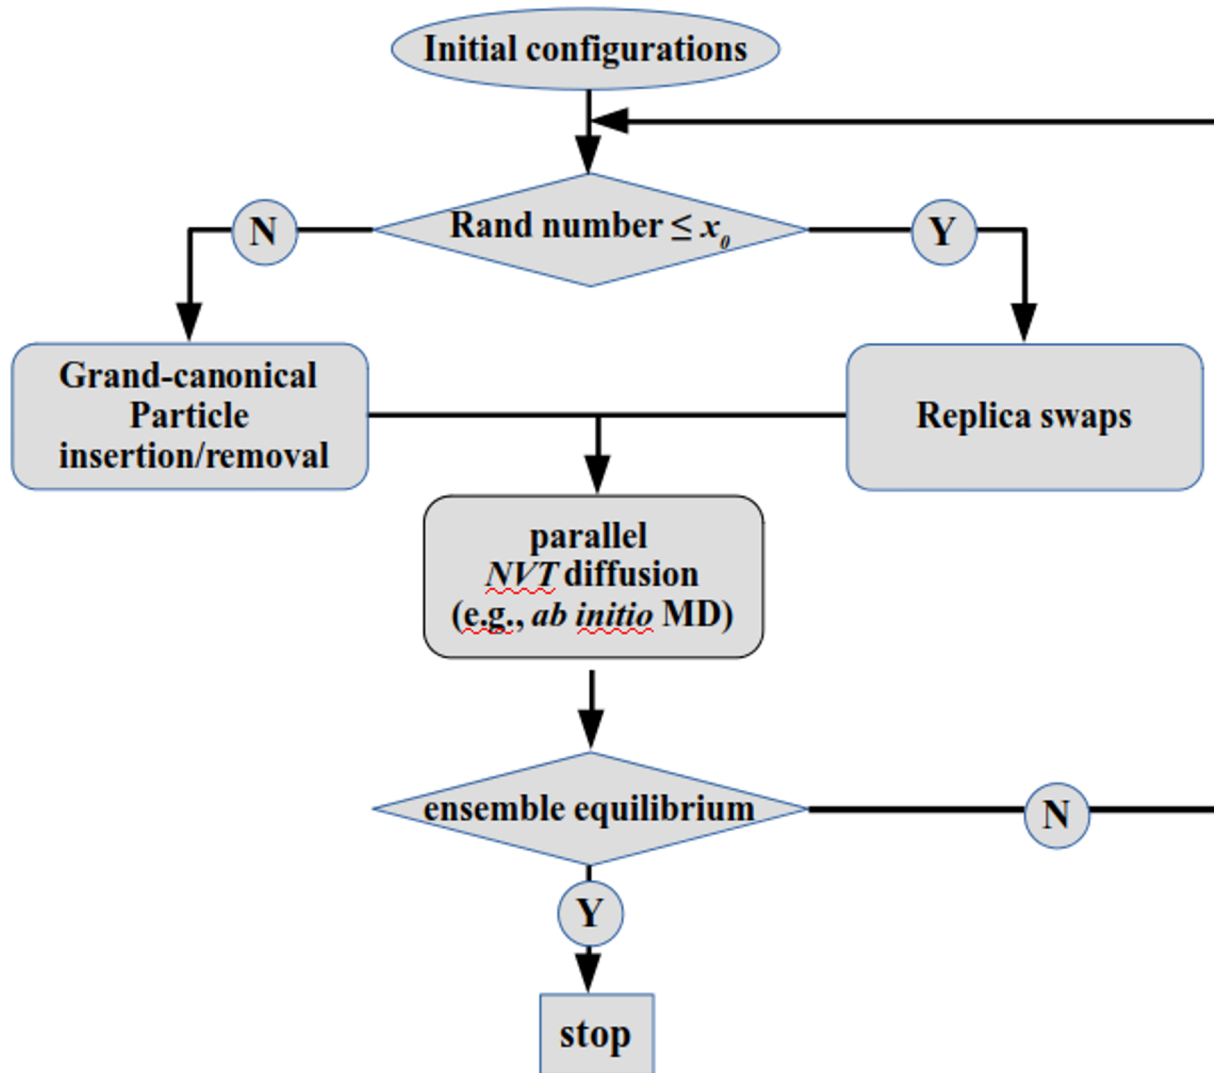 Initial configurations
Rand number ≤ x₀
N
Y
Grand-canonical
Particle
insertion/removal
Replica swaps
parallel
NVT diffusion
(e.g., ab initio MD)
ensemble equilibrium
N
Y
stop